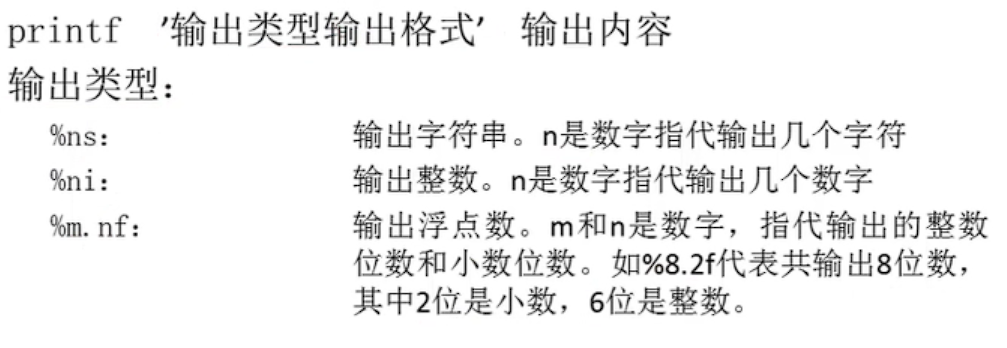 printf ’输出类型输出格式’ 输出内容
输出类型：
%ns： 输出字符串。n是数字指代输出几个字符
%ni： 输出整数。n是数字指代输出几个数字
%m.nf： 输出浮点数。m和n是数字，指代输出的整数
位数和小数位数。如%8.2f代表共输出8位数，
其中2位是小数，6位是整数。